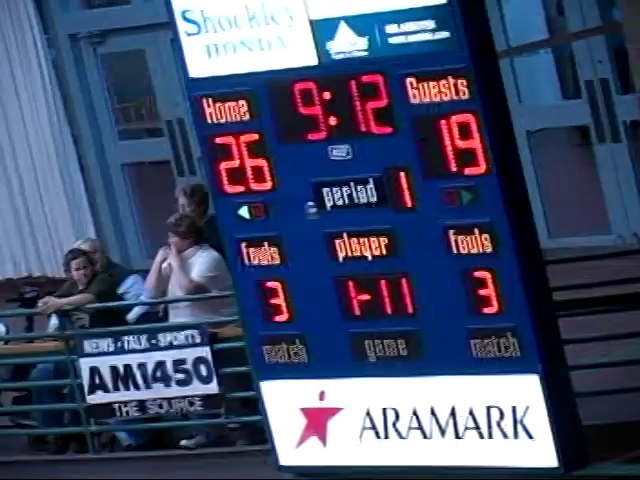 Shockley
HONDA
Home
9:12
Guests
26
19
period
1
fouls
player
fouls
3
1-11
3
match
game
match
NEWS-TALK-SPORTS
AM1450
THE SOURCE
ARAMARK